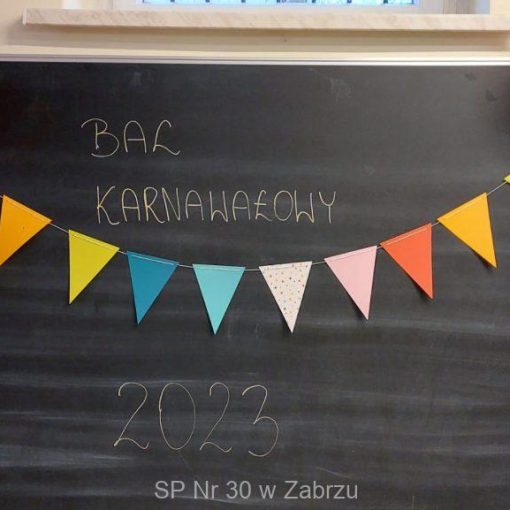 BAL
KARNAWAŁOWY
2023
SP Nr 30 w Zabrzu